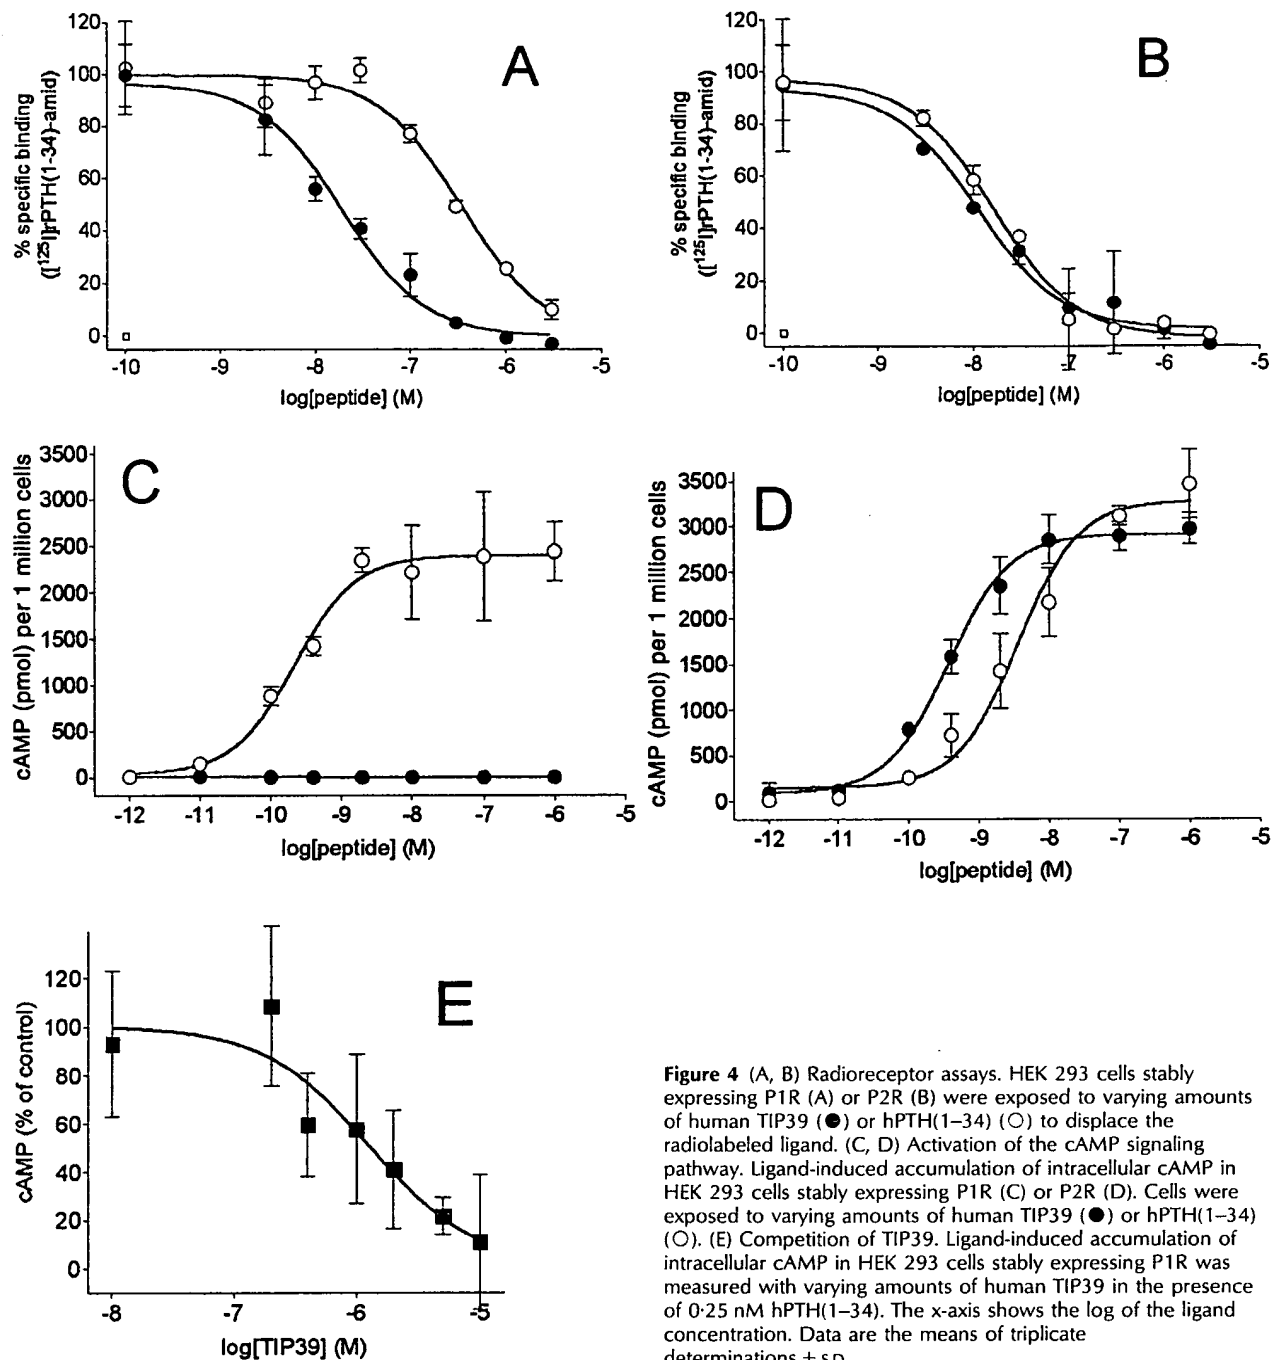 A
120
100
80
60
40
20
0
% specific binding
([¹²⁵I]rPTH(1-34)-amid)
-10 -9 -8 -7 -6 -5
log[peptide] (M)
B
120
100
80
60
40
20
0
% specific binding
([¹²⁵I]rPTH(1-34)-amid)
-10 -9 -8 -7 -6 -5
log[peptide] (M)
C
3500
3000
2500
2000
1500
1000
500
0
cAMP (pmol) per 1 million cells
-12 -11 -10 -9 -8 -7 -6 -5
log[peptide] (M)
D
3500
3000
2500
2000
1500
1000
500
0
cAMP (pmol) per 1 million cells
-12 -11 -10 -9 -8 -7 -6 -5
log[peptide] (M)
E
120
100
80
60
40
20
0
cAMP (% of control)
-8 -7 -6 -5
log[TIP39] (M)
Figure 4 (A, B) Radioreceptor assays. HEK 293 cells stably
expressing P1R (A) or P2R (B) were exposed to varying amounts
of human TIP39 (●) or hPTH(1–34) (○) to displace the
radiolabeled ligand. (C, D) Activation of the cAMP signaling
pathway. Ligand-induced accumulation of intracellular cAMP in
HEK 293 cells stably expressing P1R (C) or P2R (D). Cells were
exposed to varying amounts of human TIP39 (●) or hPTH(1–34)
(○). (E) Competition of TIP39. Ligand-induced accumulation of
intracellular cAMP in HEK 293 cells stably expressing P1R was
measured with varying amounts of human TIP39 in the presence
of 0·25 nM hPTH(1–34). The x-axis shows the log of the ligand
concentration. Data are the means of triplicate
determinations ± S.D.